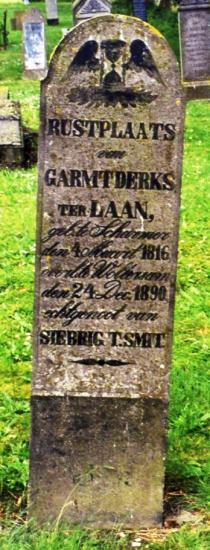 RUSTPLAATS
van
GARMT DERKS
TER LAAN,
geb. te Scharmer
den 4 Maart 1816
overl. te Woltersum
den 24 Dec. 1890
echtgenoot van
SIEBRIG T. SMIT.